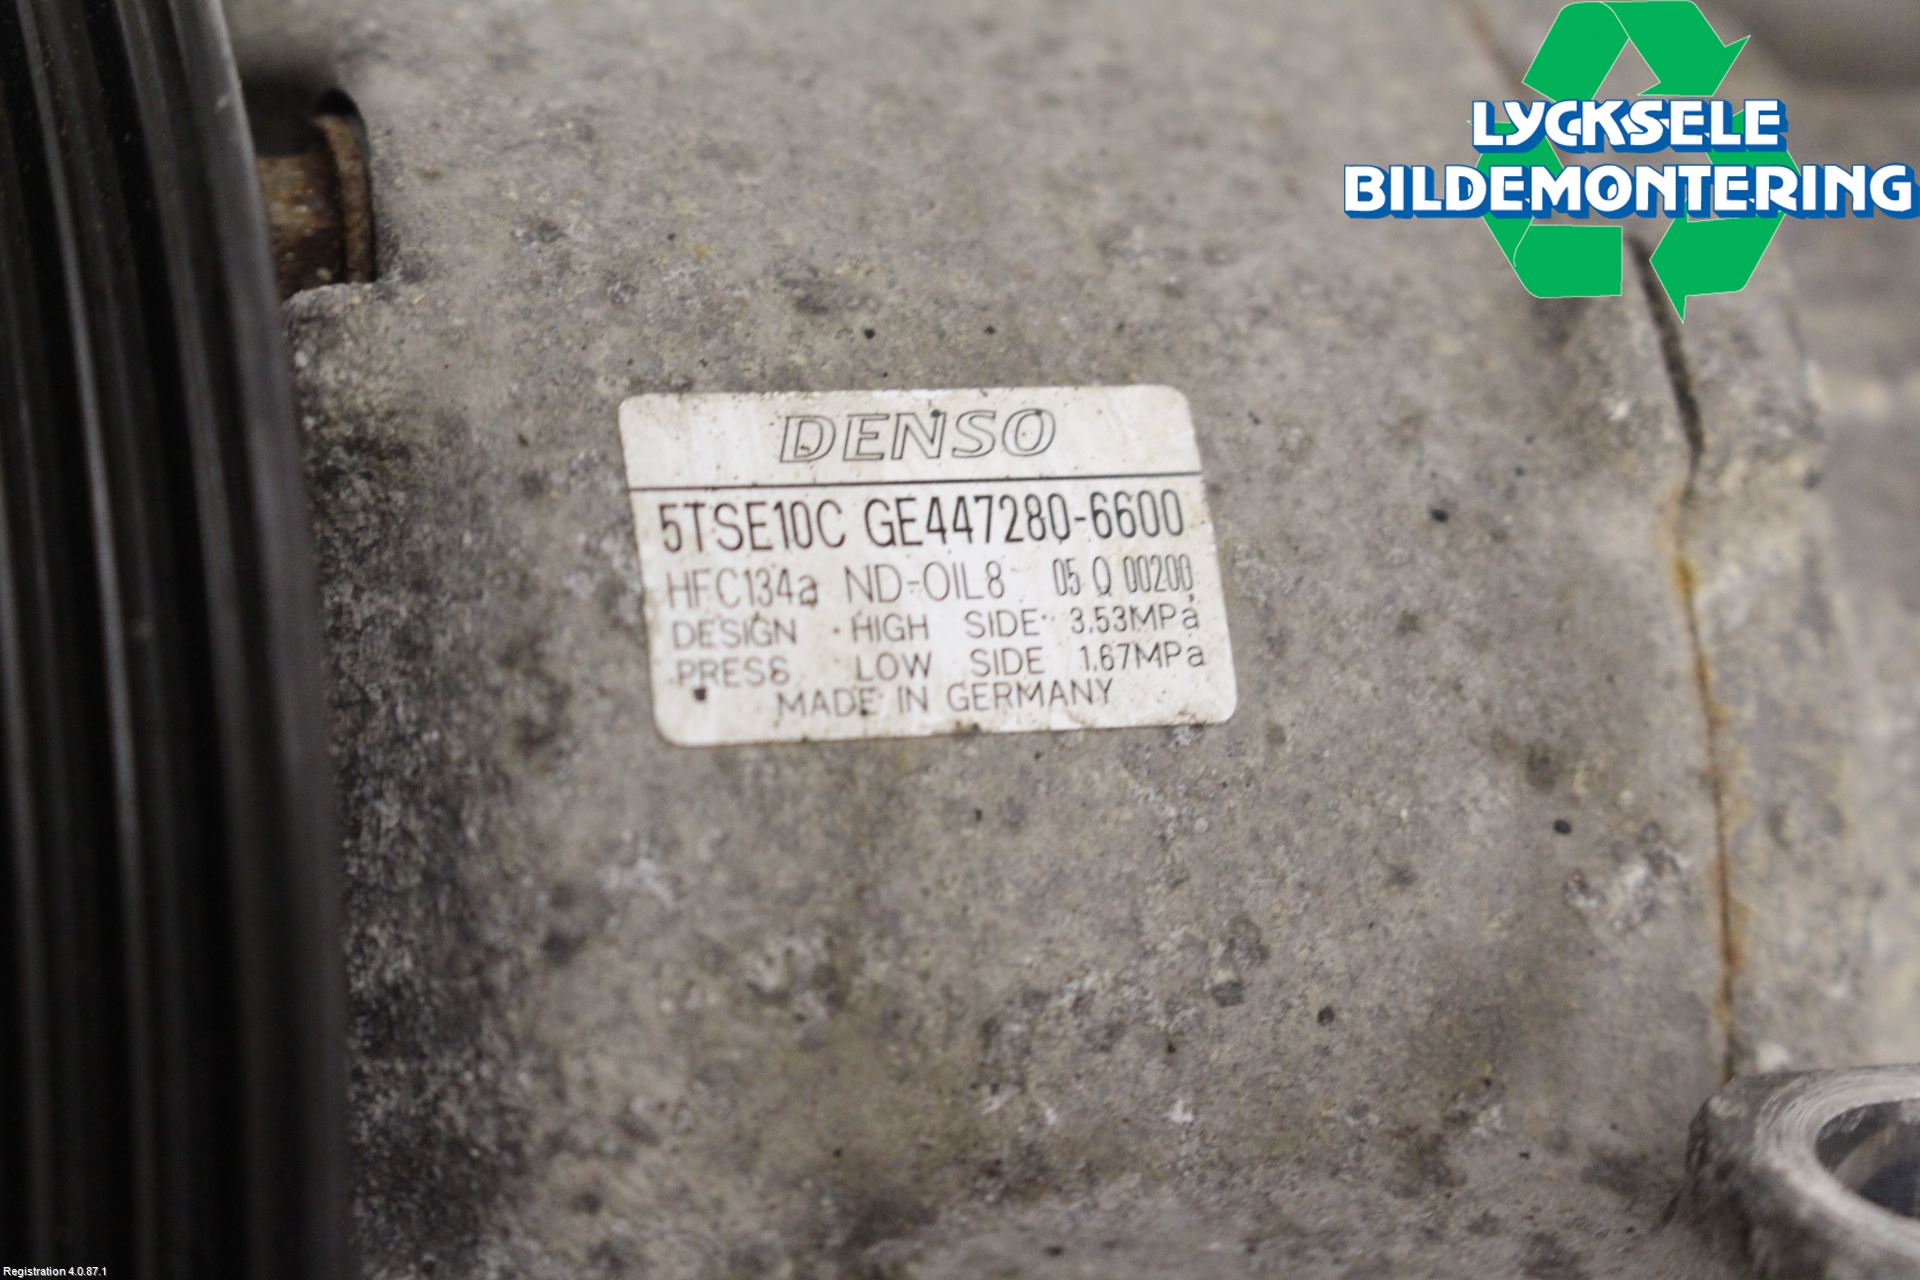 LYCKSELE
BILDEMONTERING
DENSO
5TSE10C GE447280-6600
HFC134a ND-OIL8 05 Q 00200
DESIGN HIGH SIDE 3.53MPa
PRESS LOW SIDE 1.67MPa
MADE IN GERMANY
Registration 4.0.87.1